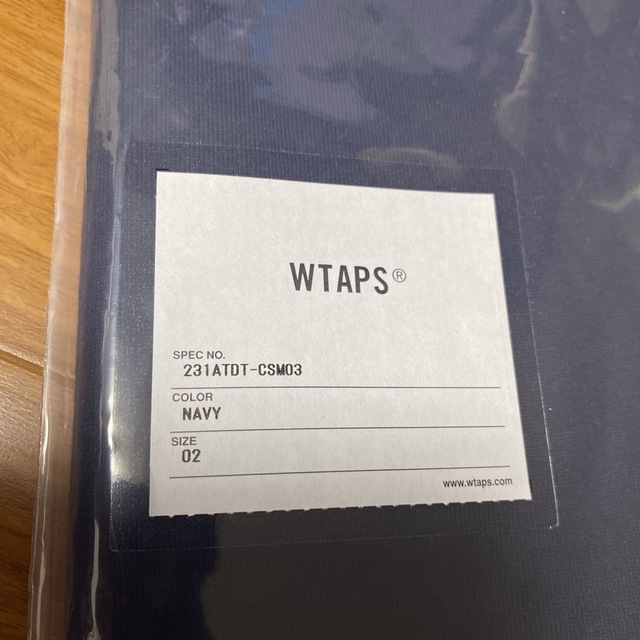 WTAPS®
SPEC NO.
231ATDT-CSM03
COLOR
NAVY
SIZE
02
www.wtaps.com